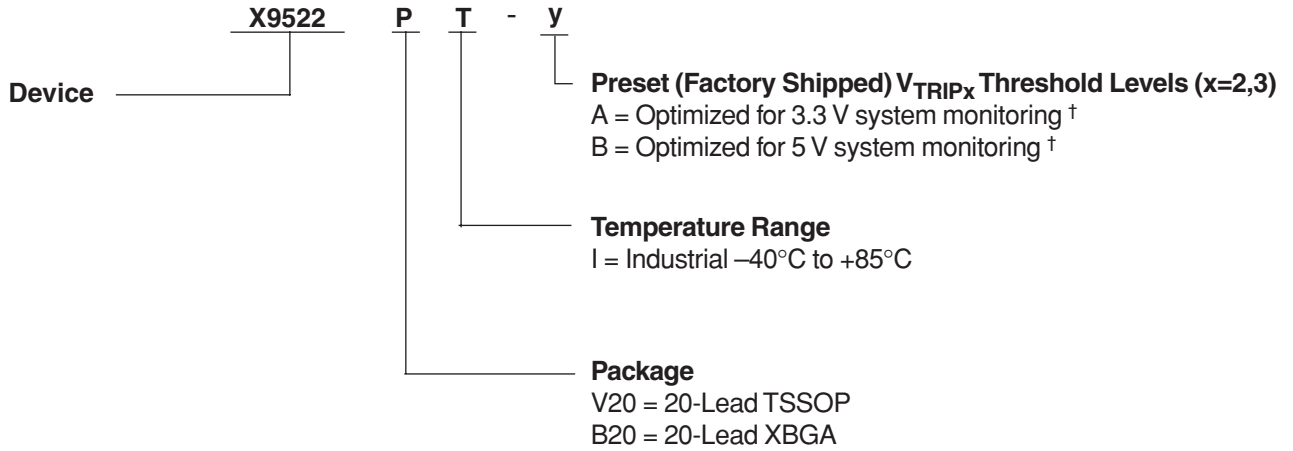 X9522 P T - y
Device
Preset (Factory Shipped) VTRIPx Threshold Levels (x=2,3)
A = Optimized for 3.3 V system monitoring †
B = Optimized for 5 V system monitoring †
Temperature Range
I = Industrial –40°C to +85°C
Package
V20 = 20-Lead TSSOP
B20 = 20-Lead XBGA